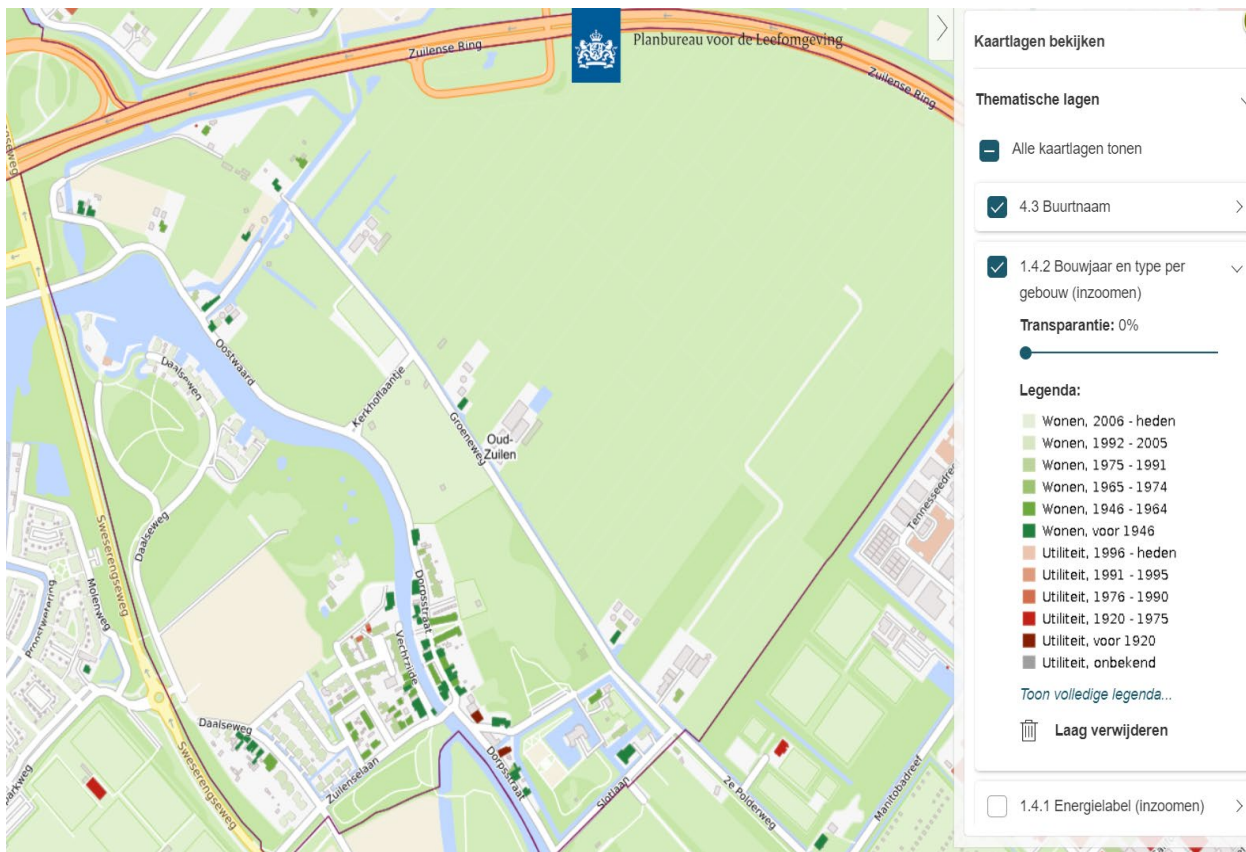 Planbureau voor de Leefomgeving
Zuilense Ring
Zuilense Ring
Oostwaard
Daalseweg
Kerkhoflaantje
Groeneweg
Oud-
Zuilen
Tennesseedreef
Daalseweg
Sweserengseweg
Molenweg
Proostwetering
Dorpsstraat
Vechtzijde
Daalseweg
Zuilenselaan
Sweserengseweg
Dorpsstraat
Slotlaan
2e Polderweg
Manitobadreef
parkweg
Kaartlagen bekijken
Thematische lagen
Alle kaartlagen tonen
4.3 Buurtnaam
1.4.2 Bouwjaar en type per
gebouw (inzoomen)
Transparantie: 0%
Legenda:
Wonen, 2006 - heden
Wonen, 1992 - 2005
Wonen, 1975 - 1991
Wonen, 1965 - 1974
Wonen, 1946 - 1964
Wonen, voor 1946
Utiliteit, 1996 - heden
Utiliteit, 1991 - 1995
Utiliteit, 1976 - 1990
Utiliteit, 1920 - 1975
Utiliteit, voor 1920
Utiliteit, onbekend
Toon volledige legenda...
Laag verwijderen
1.4.1 Energielabel (inzoomen)